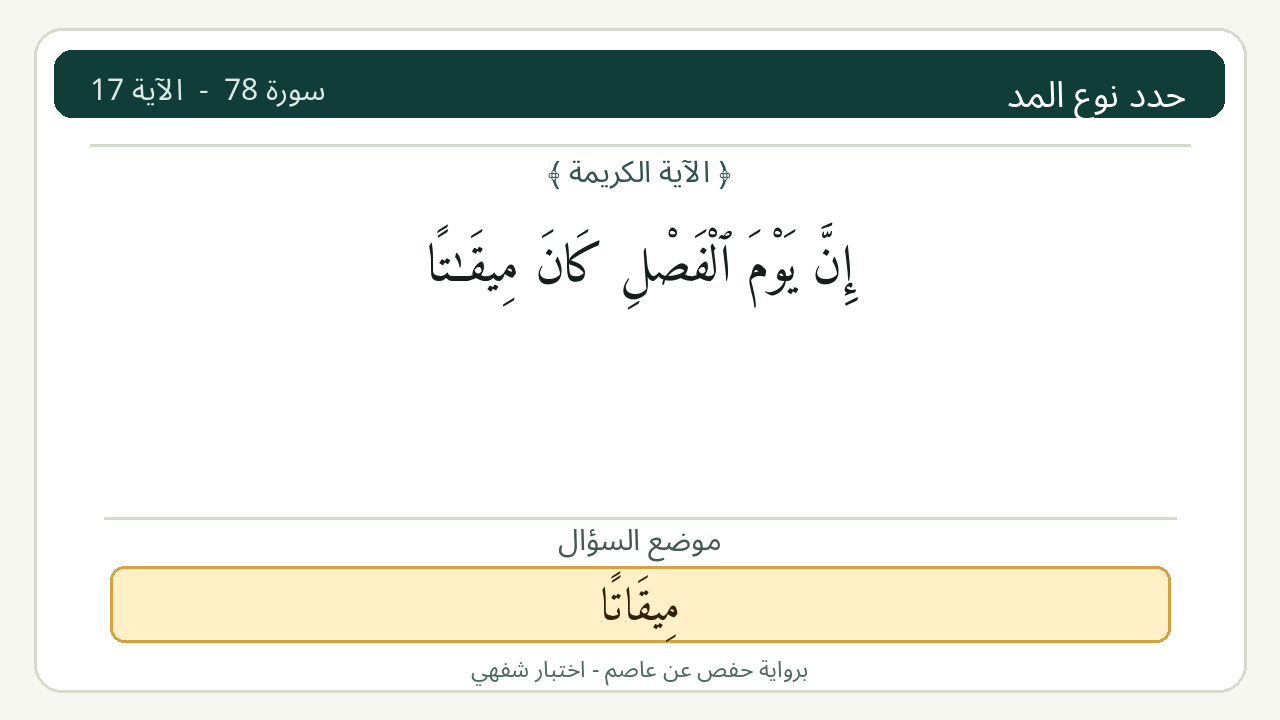 حدد نوع المد
سورة 78 - الآية 17
﴿ الآية الكريمة ﴾
إِنَّ يَوْمَ ٱلْفَصْلِ كَانَ مِيقَـٰتًا
موضع السؤال
مِيقَاتًا
برواية حفص عن عاصم - اختبار شفهي